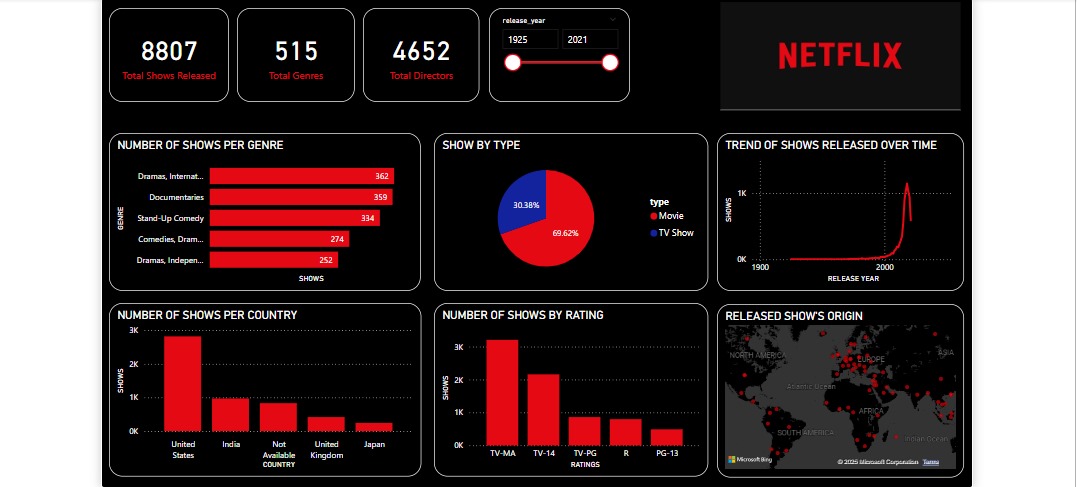 8807
Total Shows Released
515
Total Genres
4652
Total Directors
release_year
1925
2021
NETFLIX
NUMBER OF SHOWS PER GENRE
GENRE
Dramas, Internat...
362
Documentaries
359
Stand-Up Comedy
334
Comedies, Dram...
274
Dramas, Indepen...
252
SHOWS
SHOW BY TYPE
30.38%
69.62%
type
Movie
TV Show
TREND OF SHOWS RELEASED OVER TIME
SHOWS
1K
0K
1900
2000
RELEASE YEAR
NUMBER OF SHOWS PER COUNTRY
SHOWS
3K
2K
1K
0K
United
States
India
Not
Available
United
Kingdom
Japan
COUNTRY
NUMBER OF SHOWS BY RATING
SHOWS
3K
2K
1K
0K
TV-MA
TV-14
TV-PG
R
PG-13
RATINGS
RELEASED SHOW'S ORIGIN
NORTH AMERICA
EUROPE
ASIA
Atlantic Ocean
AFRICA
SOUTH AMERICA
Indian Ocean
Microsoft Bing
© 2025 Microsoft Corporation Terms